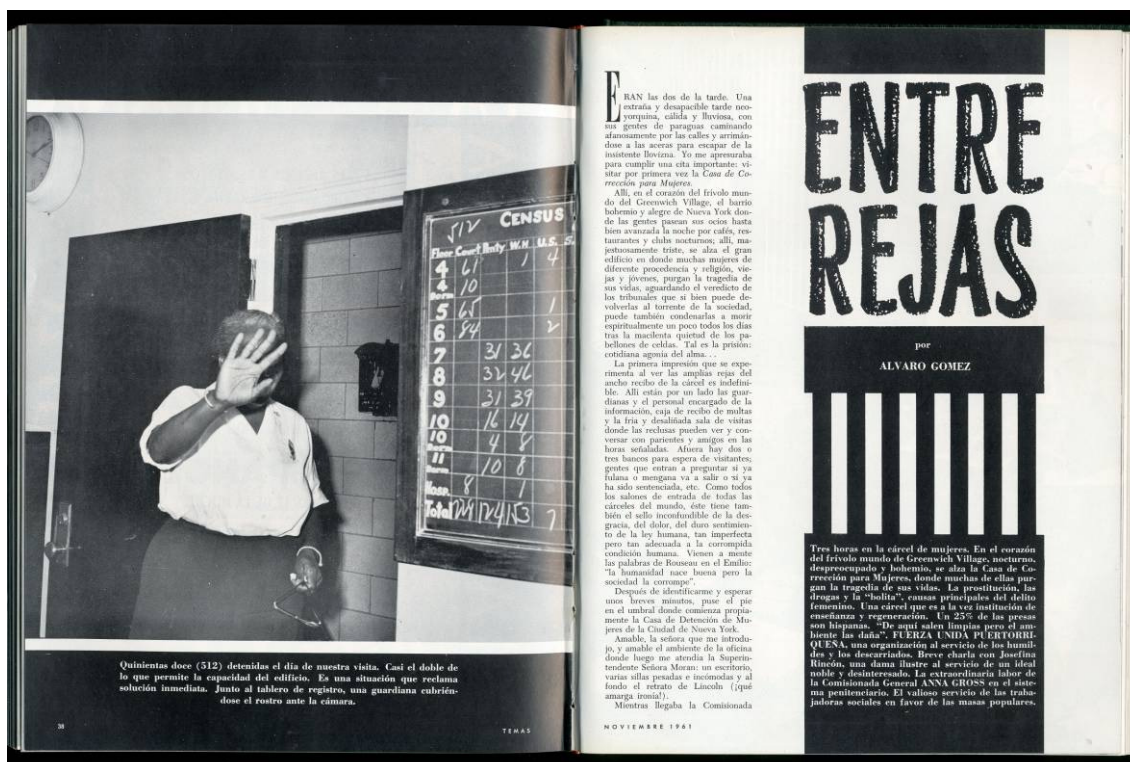 512 CENSUS
Floor Court Pnty W.H U.S. S.
4 61 1 4
4 Dorm 10
5 65 1
6 84 2
7 31 36
8 32 46
9 31 39
10 16 14
10 Dorm 4 8
11 Dorm 10 8
Hosp. 8 1
Total 124 153 7
Quinientas doce (512) detenidas el día de nuestra visita. Casi el doble de
lo que permite la capacidad del edificio. Es una situación que reclama
solución inmediata. Junto al tablero de registro, una guardiana cubrién-
dose el rostro ante la cámara.
38
TEMAS
ERAN las dos de la tarde. Una
extraña y desapacible tarde neo-
yorquina, cálida y lluviosa, con
sus gentes de paraguas caminando
afanosamente por las calles y arrimán-
dose a las aceras para escapar de la
insistente llovizna. Yo me apresuraba
para cumplir una cita importante: vi-
sitar por primera vez la Casa de Co-
rrección para Mujeres.
Allí, en el corazón del frívolo mun-
do del Greenwich Village, el barrio
bohemio y alegre de Nueva York don-
de las gentes pasean sus ocios hasta
bien avanzada la noche por cafés, res-
taurantes y clubs nocturnos; allí, ma-
jestuosamente triste, se alza el gran
edificio en donde muchas mujeres de
diferente procedencia y religión, vie-
jas y jóvenes, purgan la tragedia de
sus vidas, aguardando el veredicto de
los tribunales que si bien puede de-
volverlas al torrente de la sociedad,
puede también condenarlas a morir
espiritualmente un poco todos los días
tras la macilenta quietud de los pa-
bellones de celdas. Tal es la prisión:
cotidiana agonía del alma...
La primera impresión que se expe-
rimenta al ver las amplias rejas del
ancho recibo de la cárcel es indefini-
ble. Allí están por un lado las guar-
dianas y el personal encargado de la
información, caja de recibo de multas
y la fría y desaliñada sala de visitas
donde las reclusas pueden ver y con-
versar con parientes y amigos en las
horas señaladas. Afuera hay dos o
tres bancos para espera de visitantes;
gentes que entran a preguntar si ya
fulana o mengana va a salir o si ya
ha sido sentenciada, etc. Como todos
los salones de entrada de todas las
cárceles del mundo, éste tiene tam-
bién el sello inconfundible de la des-
gracia, del dolor, del duro sentimien-
to de la ley humana, tan imperfecta
pero tan adecuada a la corrompida
condición humana. Vienen a mente
las palabras de Rouseau en el Emilio:
"la humanidad nace buena pero la
sociedad la corrompe".
Después de identificarme y esperar
unos breves minutos, puse el pie
en el umbral donde comienza propia-
mente la Casa de Detención de Mu-
jeres de la Ciudad de Nueva York.
Amable, la señora que me introdu-
jo, y amable el ambiente de la oficina
donde luego me atendía la Superin-
tendente Señora Moran: un escritorio,
varias sillas pesadas e incómodas y al
fondo el retrato de Lincoln (¡qué
amarga ironía!).
Mientras llegaba la Comisionada
NOVIEMBRE 1961
ENTRE
REJAS
por
ALVARO GOMEZ
Tres horas en la cárcel de mujeres. En el corazón
del frívolo mundo de Greenwich Village, nocturno,
despreocupado y bohemio, se alza la Casa de Co-
rrección para Mujeres, donde muchas de ellas pur-
gan la tragedia de sus vidas. La prostitución, las
drogas y la "bolita", causas principales del delito
femenino. Una cárcel que es a la vez institución de
enseñanza y regeneración. Un 25% de las presas
son hispanas. "De aquí salen limpias pero el am-
biente las daña". FUERZA UNIDA PUERTORRI-
QUEÑA, una organización al servicio de los humil-
des y los descarriados. Breve charla con Josefina
Rincón, una dama ilustre al servicio de un ideal
noble y desinteresado. La extraordinaria labor de
la Comisionada General ANNA GROSS en el siste-
ma penitenciario. El valioso servicio de las traba-
jadoras sociales en favor de las masas populares.